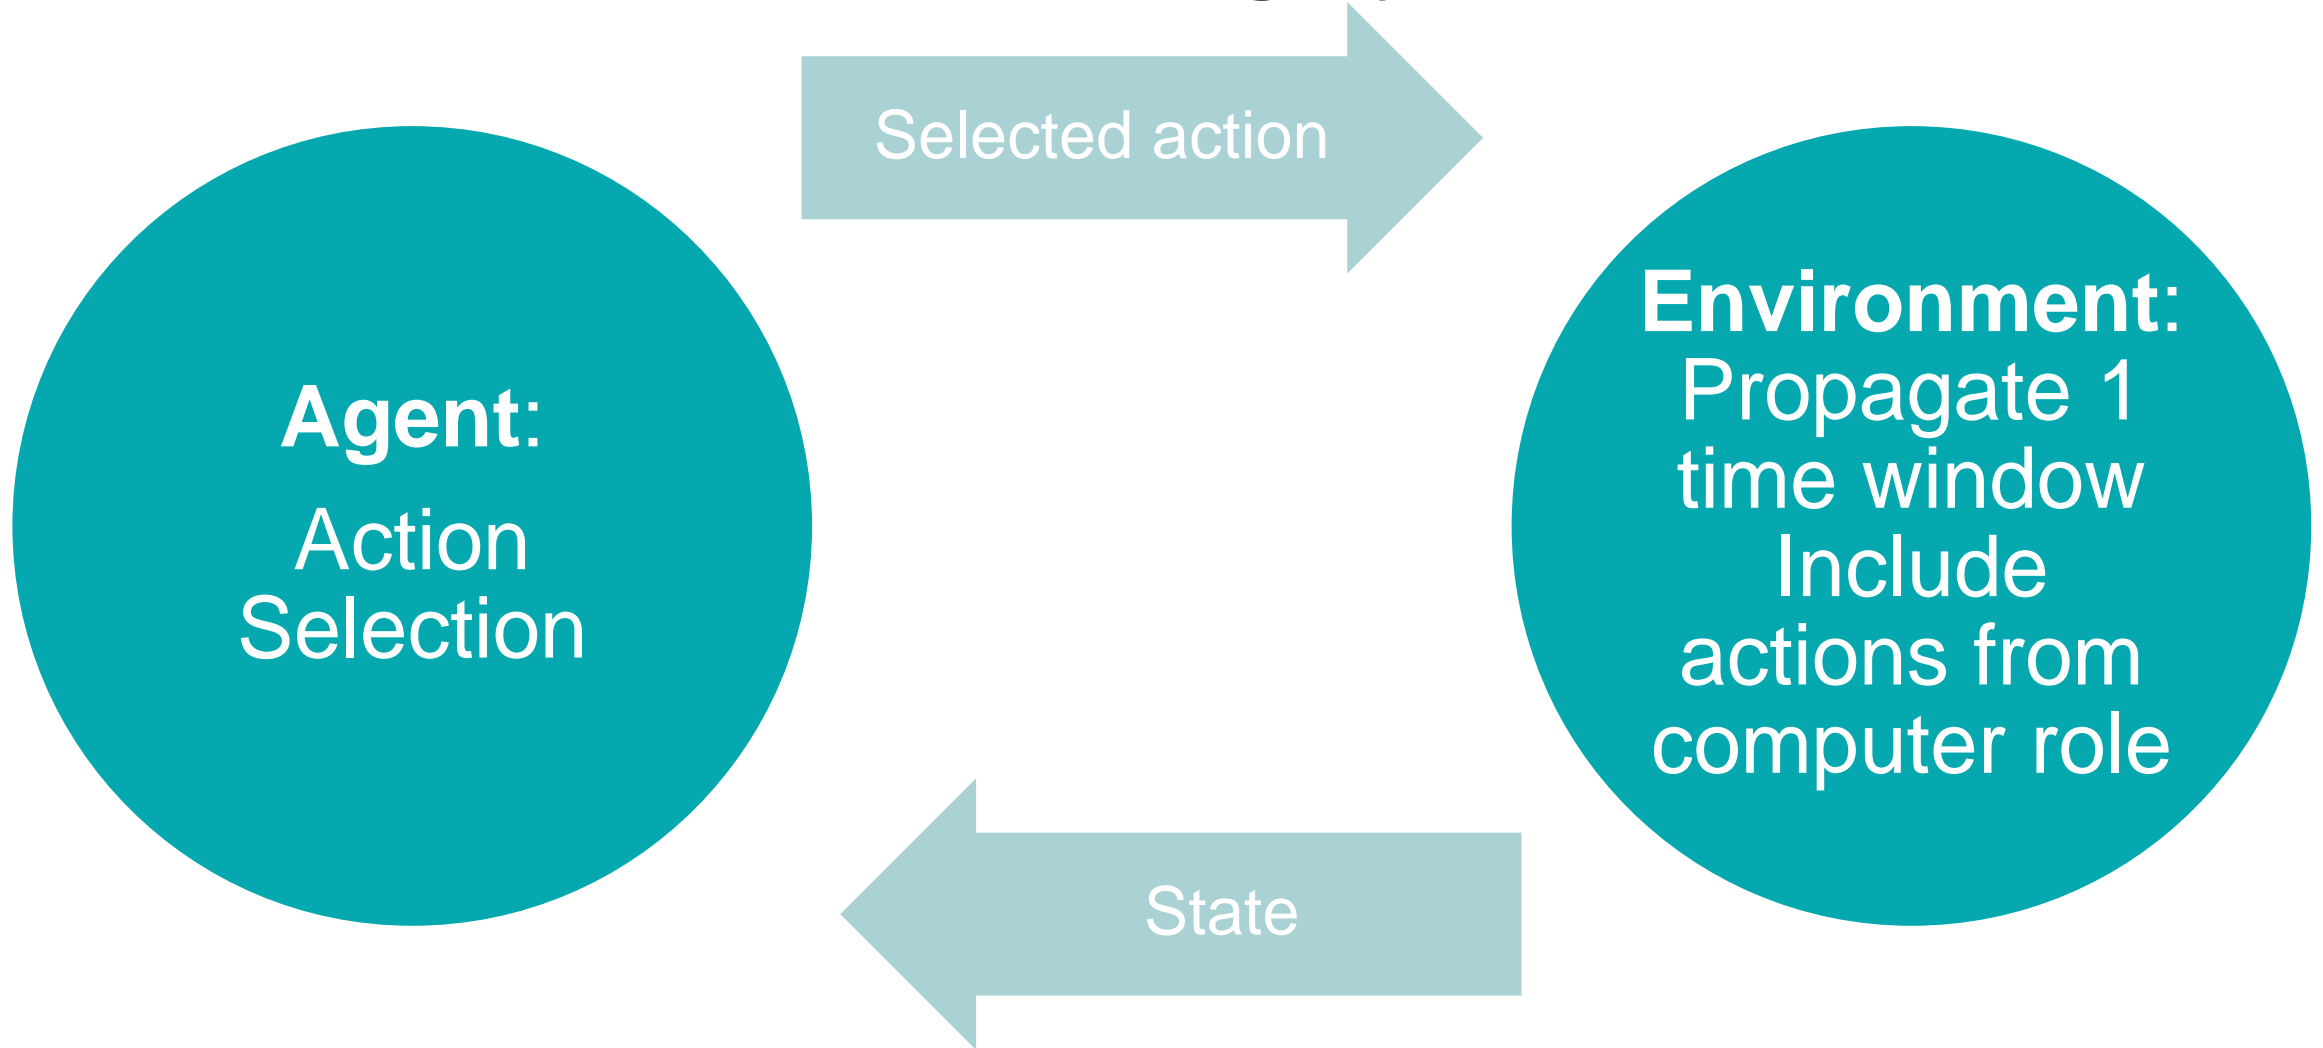 Selected action
Agent:
Action
Selection
Environment:
Propagate 1
time window
Include
actions from
computer role
State